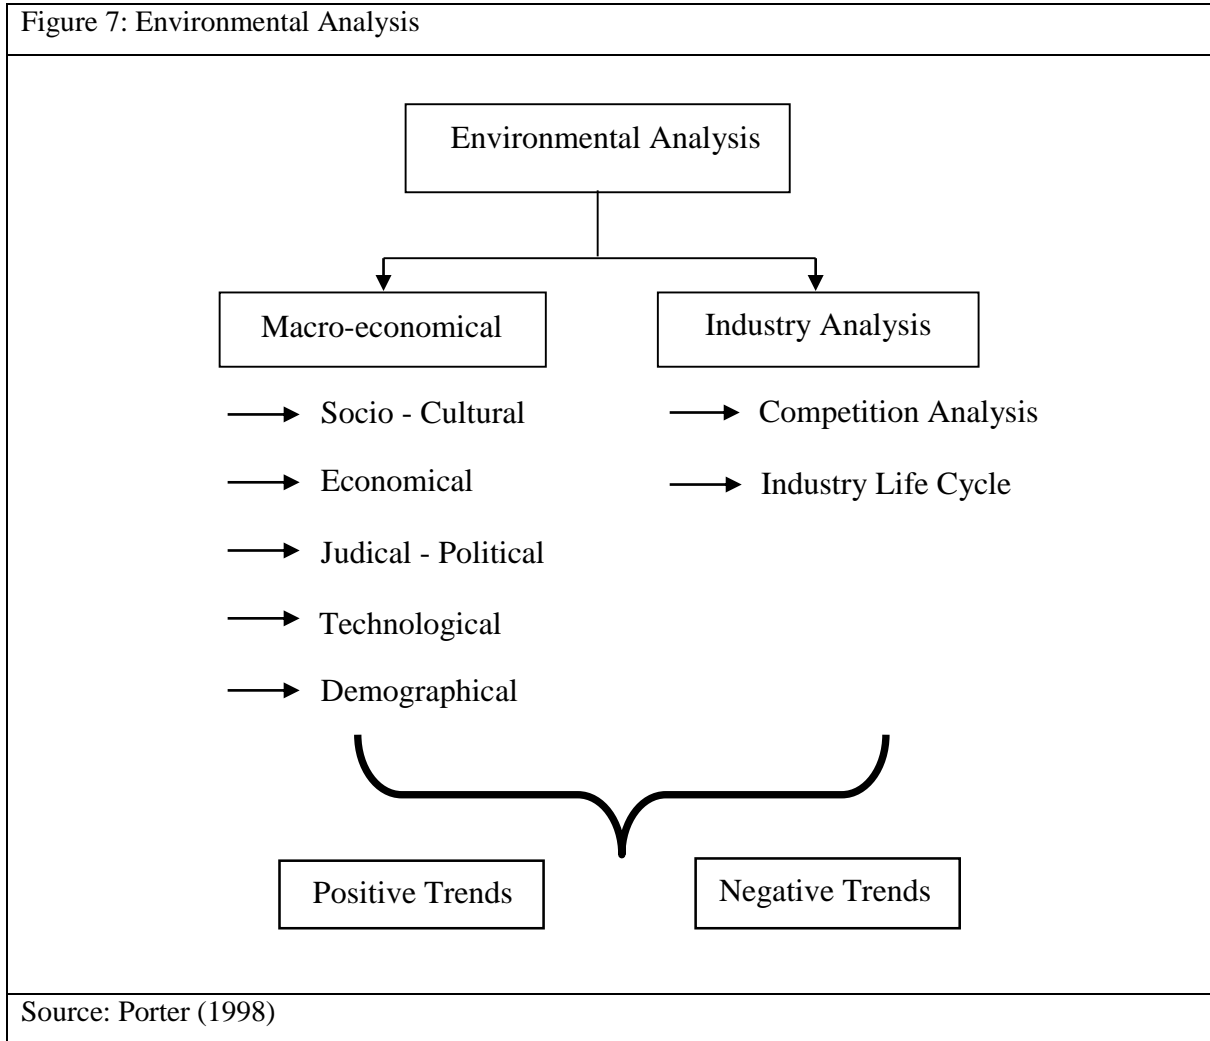 Figure 7: Environmental Analysis
Environmental Analysis
Macro-economical
Industry Analysis
Socio - Cultural
Competition Analysis
Economical
Industry Life Cycle
Judical - Political
Technological
Demographical
Positive Trends
Negative Trends
Source: Porter (1998)